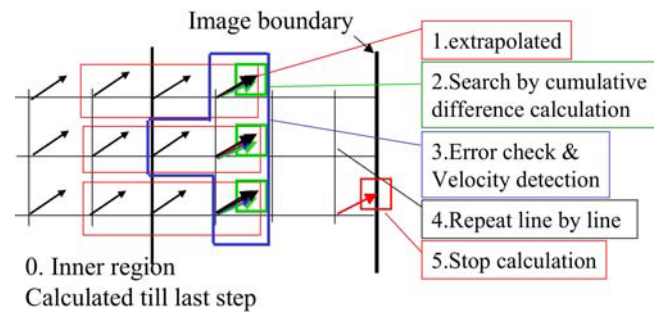 Image boundary
1.extrapolated
2.Search by cumulative
difference calculation
3.Error check &
Velocity detection
4.Repeat line by line
5.Stop calculation
0. Inner region
Calculated till last step